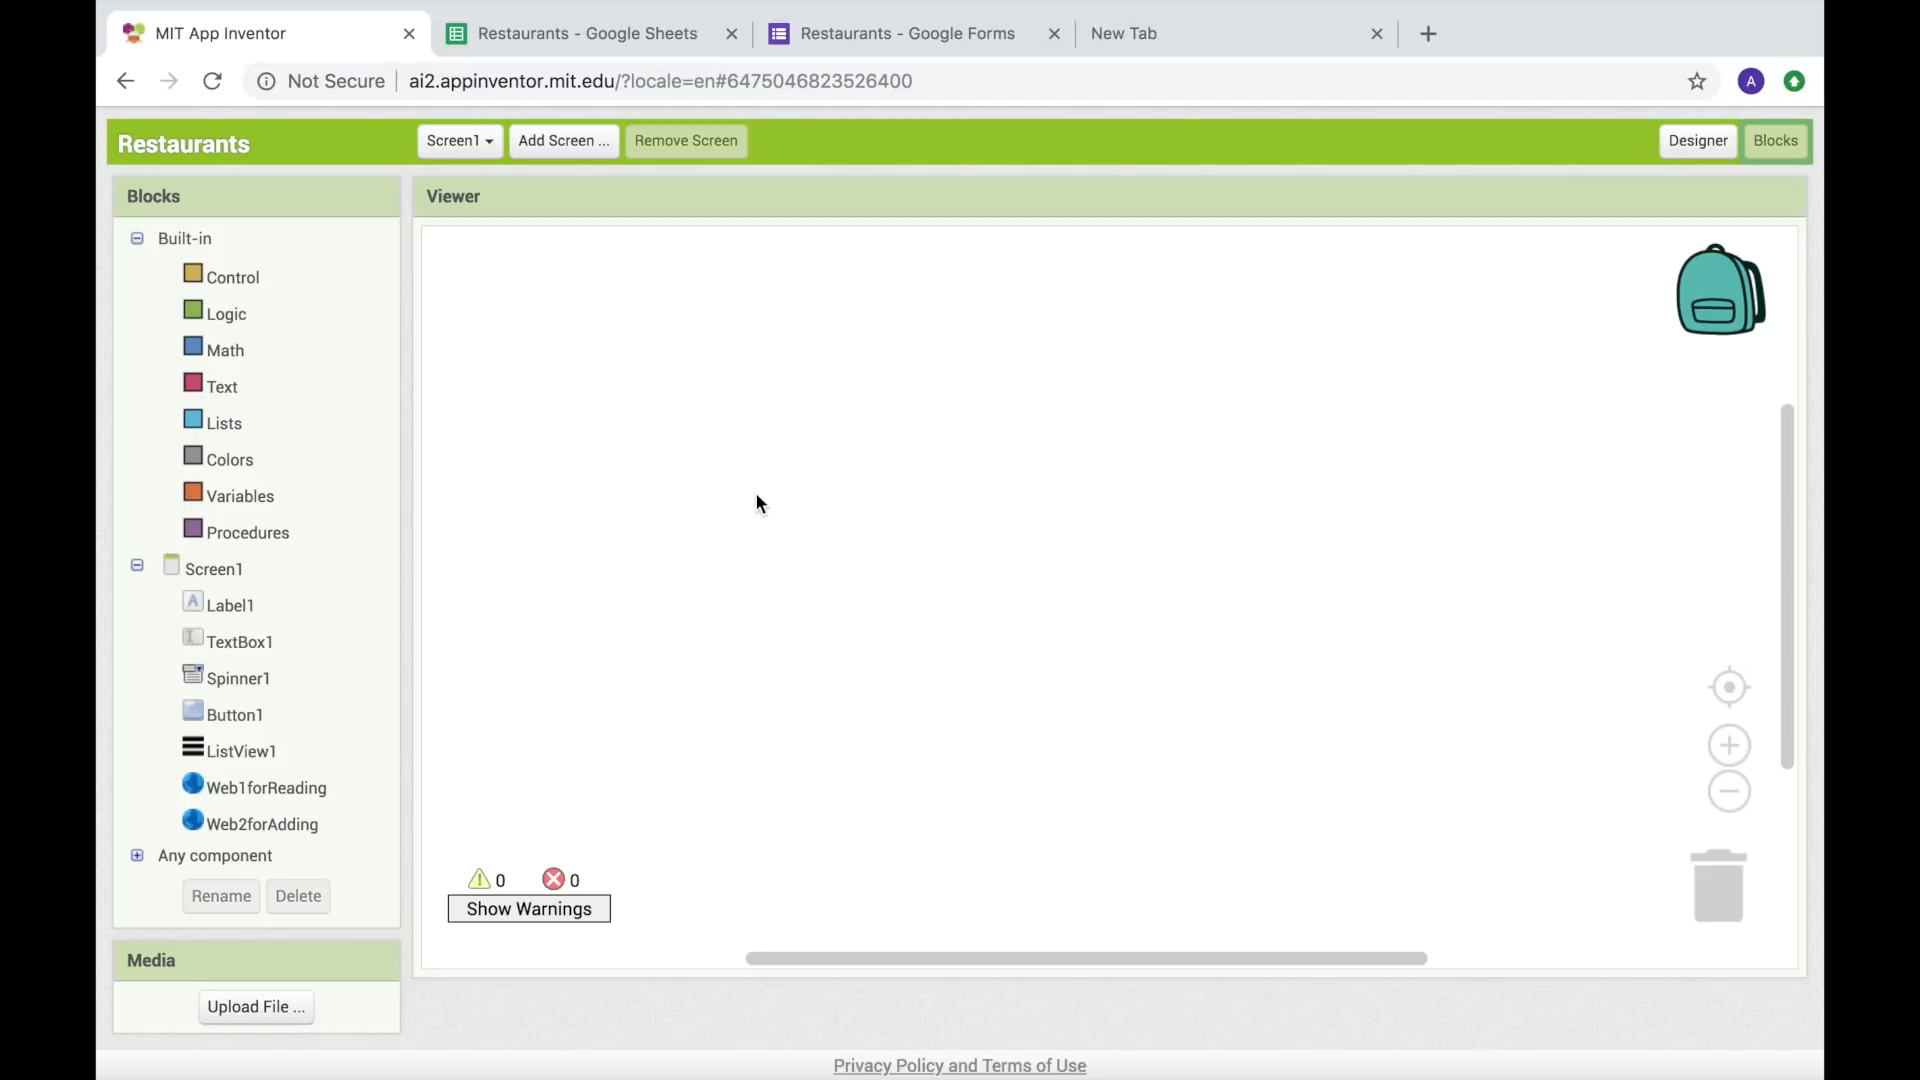 MIT App Inventor
Restaurants - Google Sheets
Restaurants - Google Forms
New Tab
Not Secure
ai2.appinventor.mit.edu/?locale=en#6475046823526400
A
Restaurants
Screen1
Add Screen ...
Remove Screen
Designer
Blocks
Blocks
Viewer
Built-in
Control
Logic
Math
Text
Lists
Colors
Variables
Procedures
Screen1
A Label1
TextBox1
Spinner1
Button1
ListView1
Web1forReading
Web2forAdding
Any component
Rename
Delete
0
0
Show Warnings
Media
Upload File ...
Privacy Policy and Terms of Use